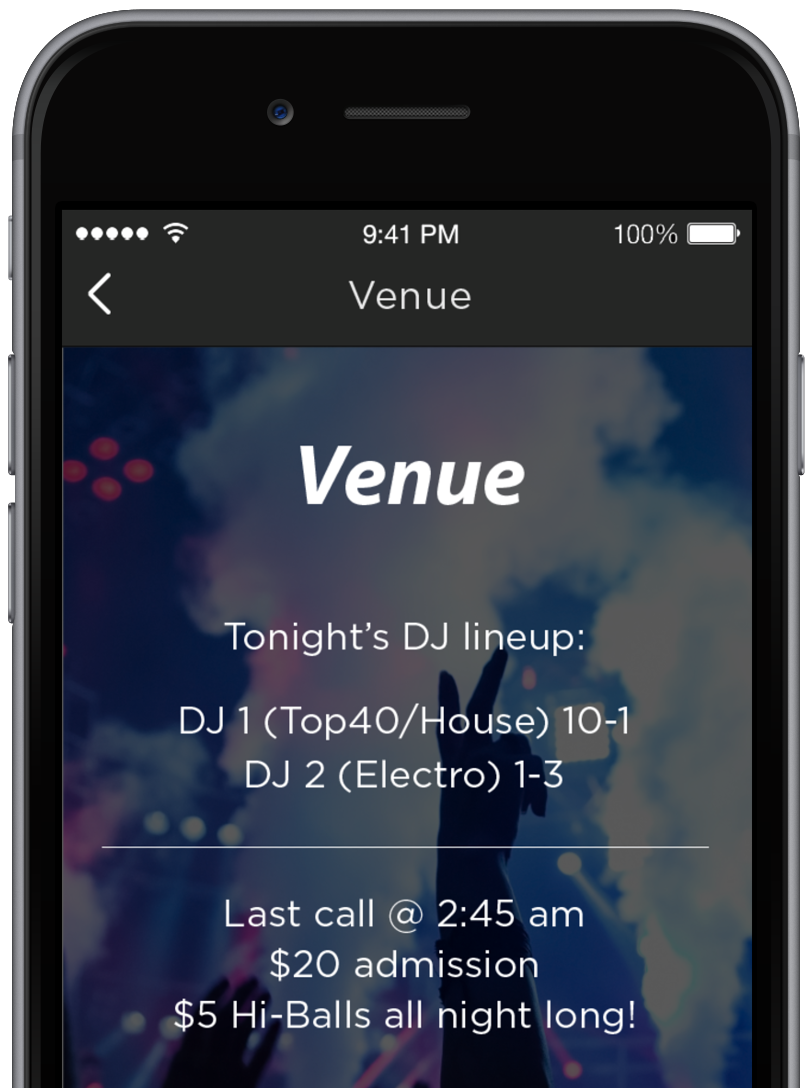 9:41 PM 100%
Venue
Venue
Tonight’s DJ lineup:
DJ 1 (Top40/House) 10-1
DJ 2 (Electro) 1-3
Last call @ 2:45 am
$20 admission
$5 Hi-Balls all night long!